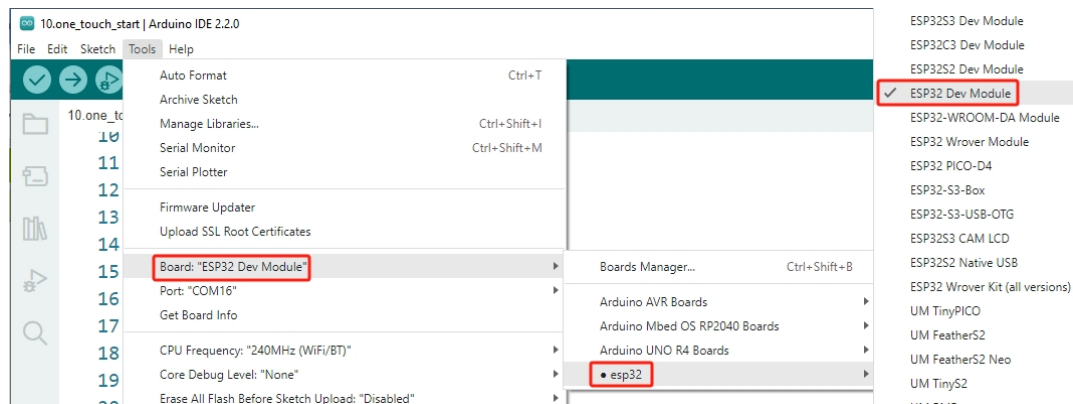 10.one_touch_start | Arduino IDE 2.2.0
File Edit Sketch Tools Help
10.one_to
10
11
12
13
14
15
16
17
18
19
Auto Format Ctrl+T
Archive Sketch
Manage Libraries... Ctrl+Shift+I
Serial Monitor Ctrl+Shift+M
Serial Plotter
Firmware Updater
Upload SSL Root Certificates
Board: "ESP32 Dev Module"
Port: "COM16"
Get Board Info
CPU Frequency: "240MHz (WiFi/BT)"
Core Debug Level: "None"
Erase All Flash Before Sketch Upload: "Disabled"
Boards Manager... Ctrl+Shift+B
Arduino AVR Boards
Arduino Mbed OS RP2040 Boards
Arduino UNO R4 Boards
• esp32
ESP32S3 Dev Module
ESP32C3 Dev Module
ESP32S2 Dev Module
✓ ESP32 Dev Module
ESP32-WROOM-DA Module
ESP32 Wrover Module
ESP32 PICO-D4
ESP32-S3-Box
ESP32-S3-USB-OTG
ESP32S3 CAM LCD
ESP32S2 Native USB
ESP32 Wrover Kit (all versions)
UM TinyPICO
UM FeatherS2
UM FeatherS2 Neo
UM TinyS2